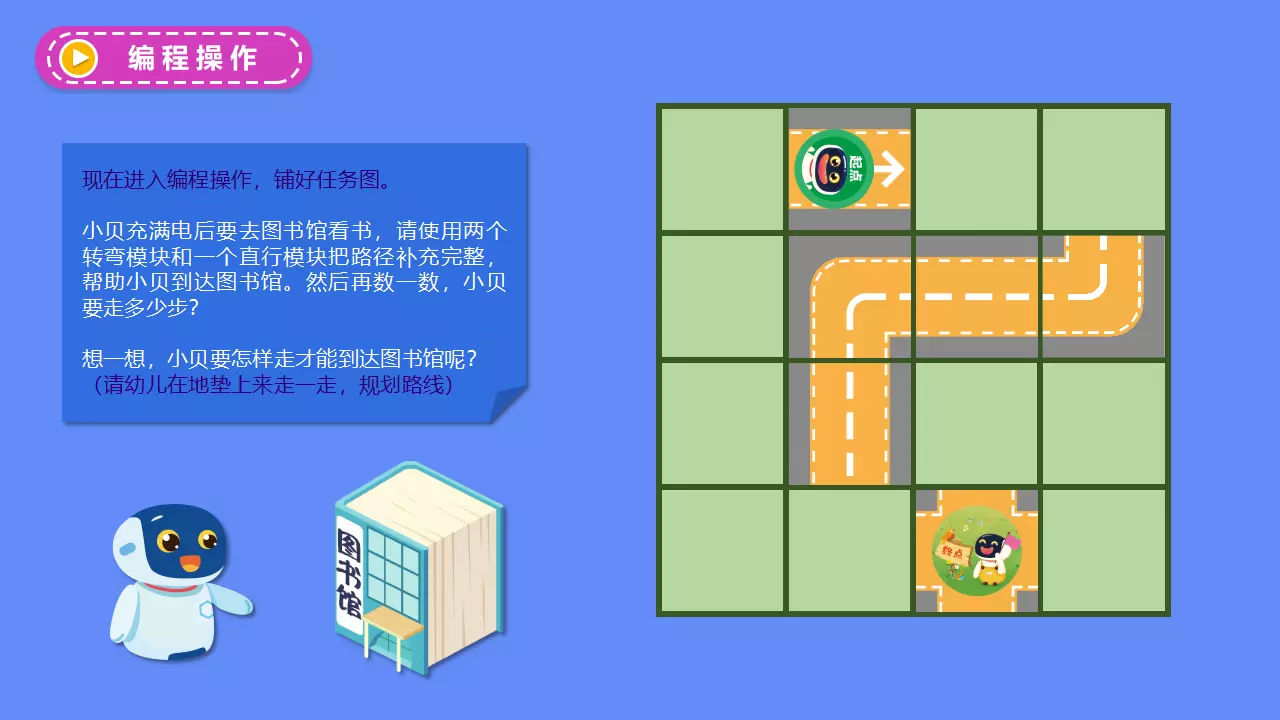 编程操作
现在进入编程操作，铺好任务图。
小贝充满电后要去图书馆看书，请使用两个
转弯模块和一个直行模块把路径补充完整，
帮助小贝到达图书馆。然后再数一数，小贝
要走多少步？
想一想，小贝要怎样走才能到达图书馆呢？
（请幼儿在地垫上来走一走，规划路线）
起点
终点
图书馆